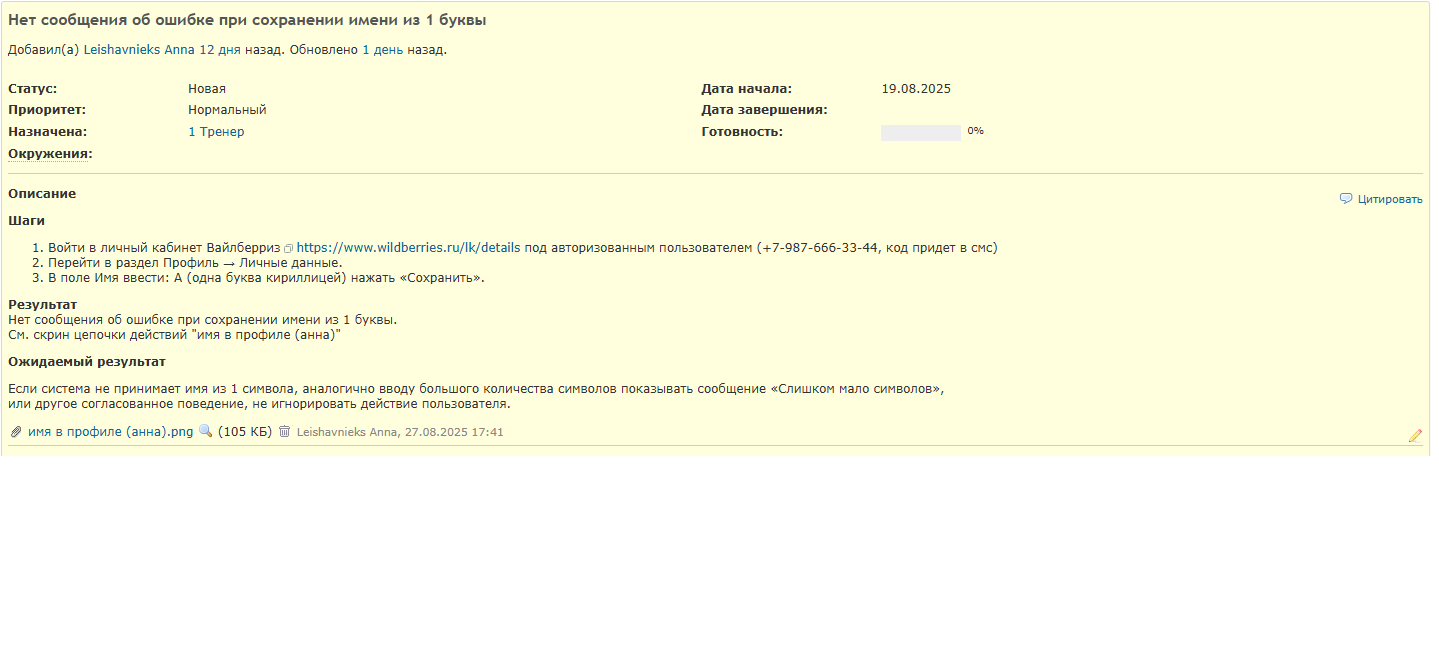 Нет сообщения об ошибке при сохранении имени из 1 буквы
Добавил(а) Leishavnieks Anna 12 дня назад. Обновлено 1 день назад.
Статус: Новая Дата начала: 19.08.2025
Приоритет: Нормальный Дата завершения:
Назначена: 1 Тренер Готовность: 0%
Окружения:
Описание
Цитировать
Шаги
1. Войти в личный кабинет Вайлберриз https://www.wildberries.ru/lk/details под авторизованным пользователем (+7-987-666-33-44, код придет в смс)
2. Перейти в раздел Профиль → Личные данные.
3. В поле Имя ввести: А (одна буква кириллицей) нажать «Сохранить».
Результат
Нет сообщения об ошибке при сохранении имени из 1 буквы.
См. скрин цепочки действий "имя в профиле (анна)"
Ожидаемый результат
Если система не принимает имя из 1 символа, аналогично вводу большого количества символов показывать сообщение «Слишком мало символов»,
или другое согласованное поведение, не игнорировать действие пользователя.
имя в профиле (анна).png (105 КБ) Leishavnieks Anna, 27.08.2025 17:41